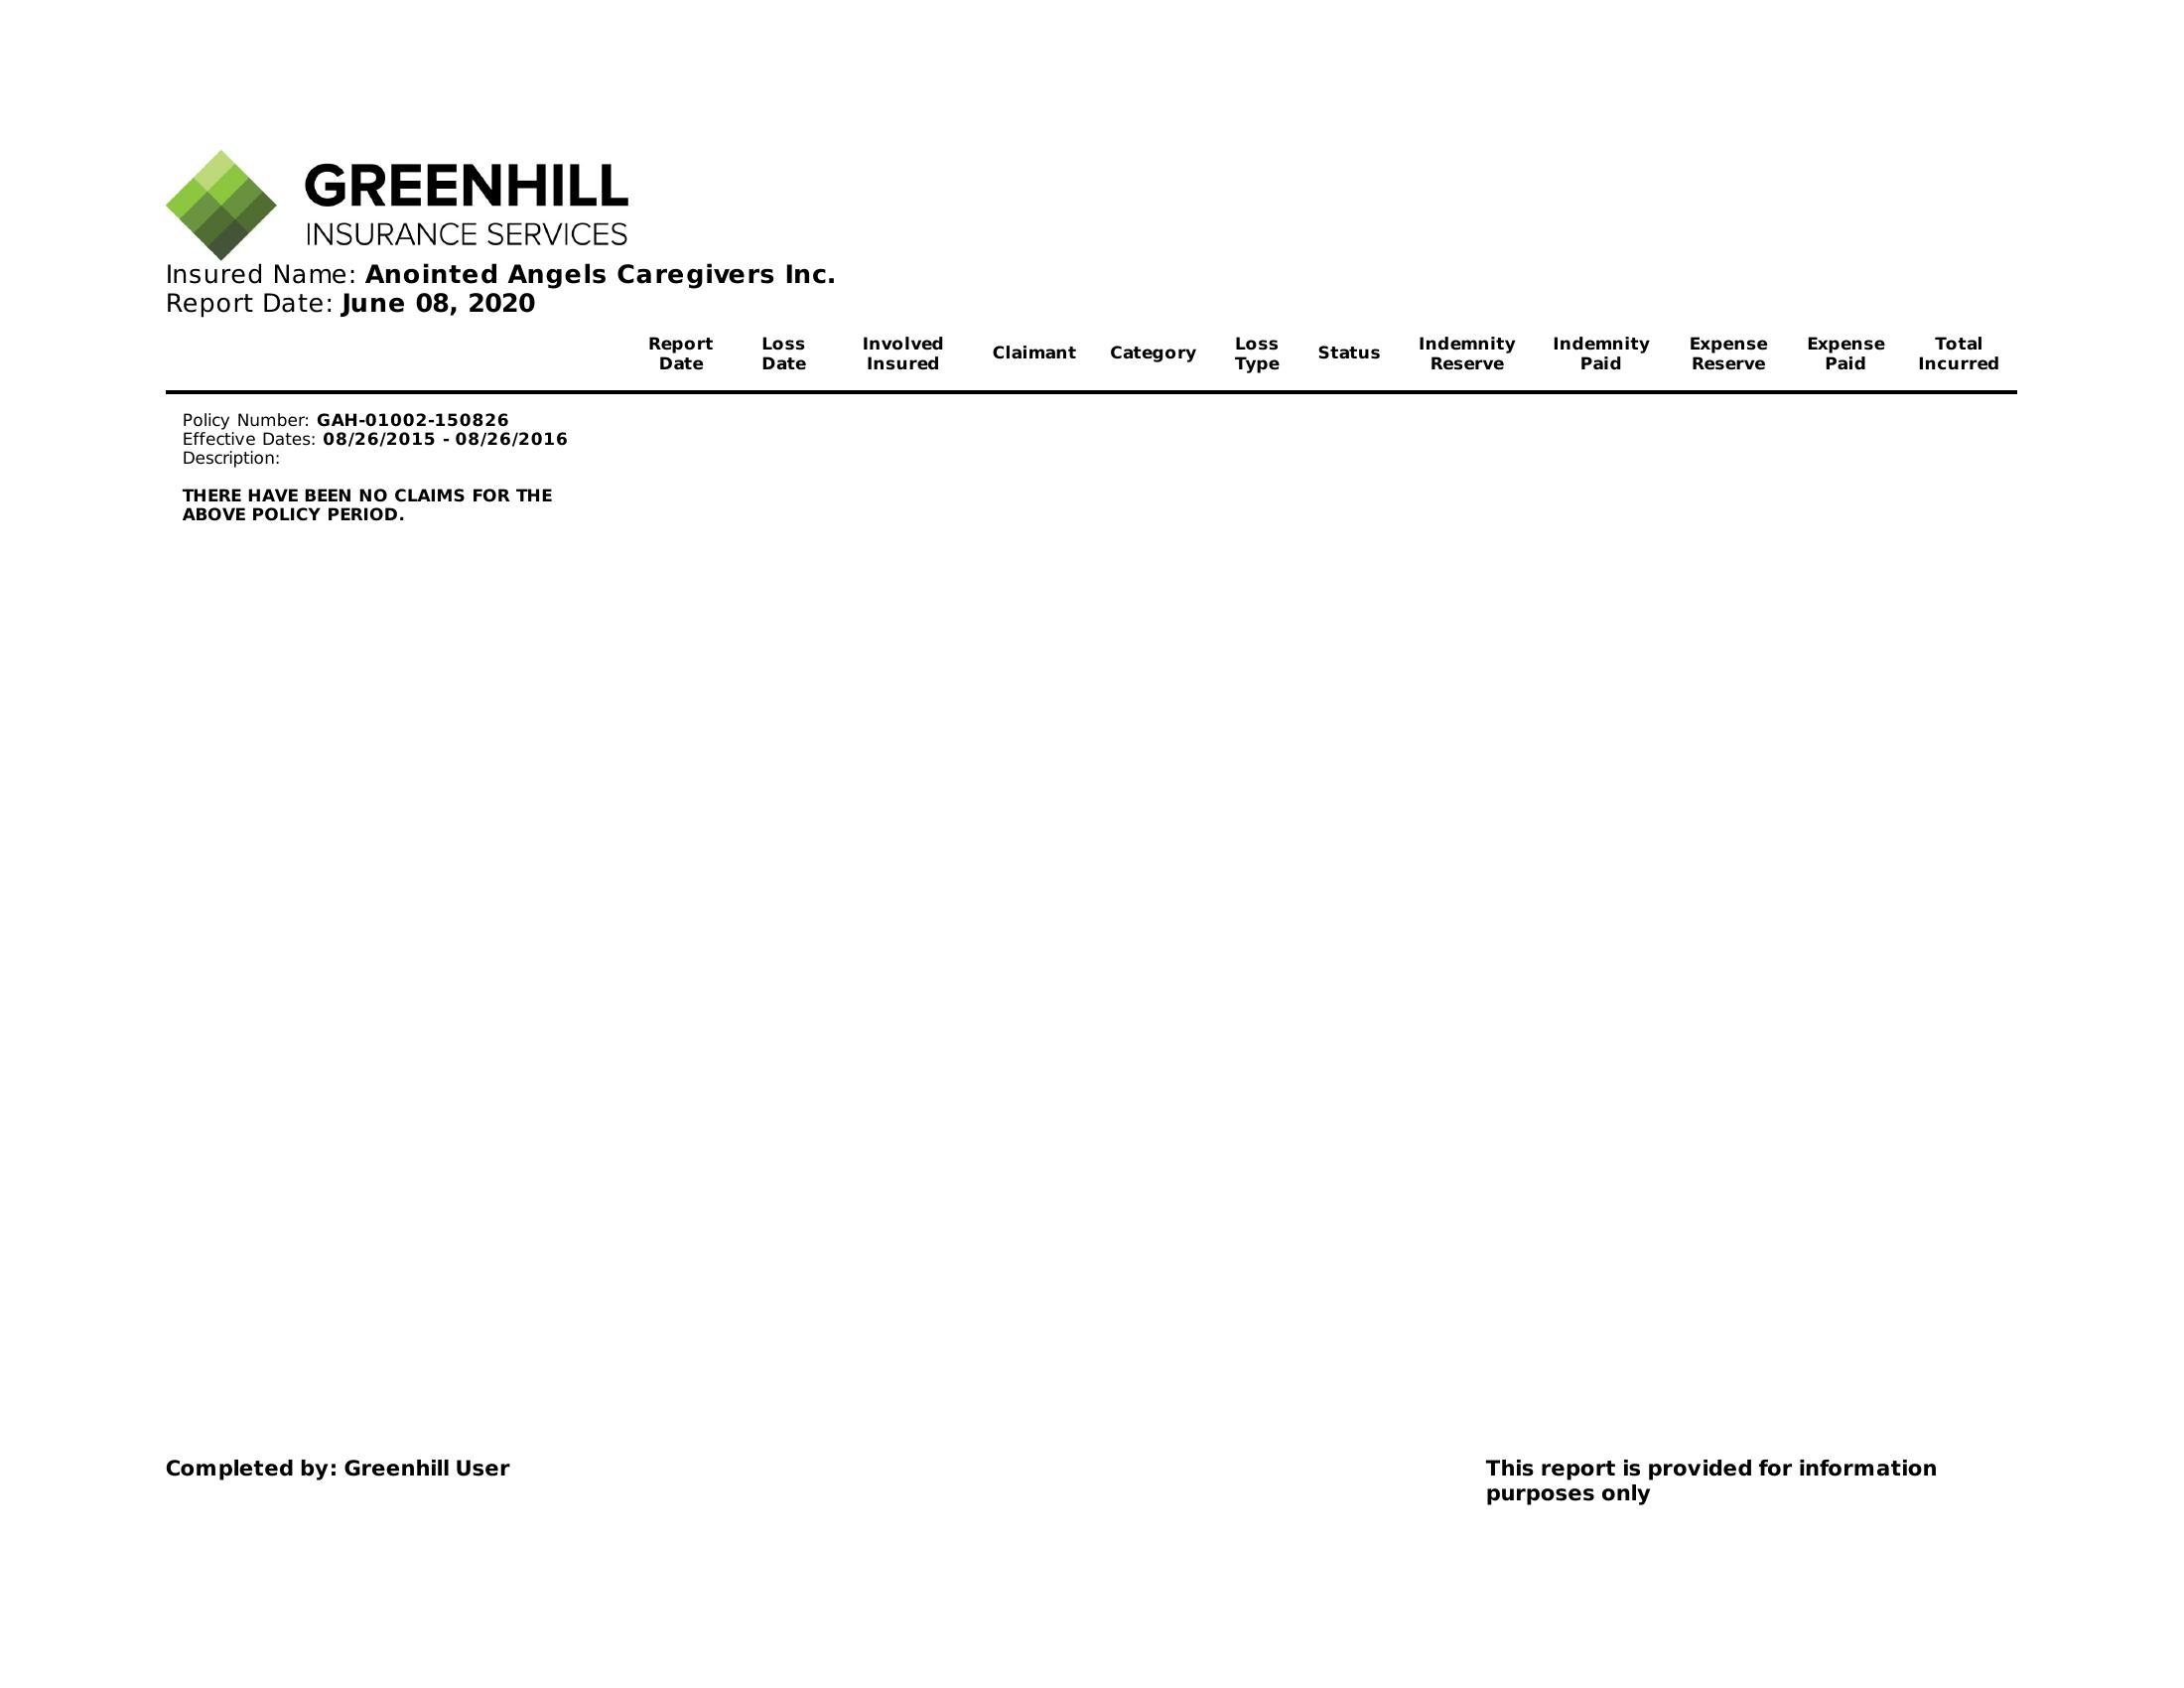 GREENHILL
INSURANCE SERVICES
Insured Name: Anointed Angels Caregivers Inc.
Report Date: June 08, 2020
Report Date Loss Date Involved Insured Claimant Category Loss Type Status Indemnity Reserve Indemnity Paid Expense Reserve Expense Paid Total Incurred
Policy Number: GAH-01002-150826
Effective Dates: 08/26/2015 - 08/26/2016
Description:
THERE HAVE BEEN NO CLAIMS FOR THE
ABOVE POLICY PERIOD.
Completed by: Greenhill User
This report is provided for information
purposes only